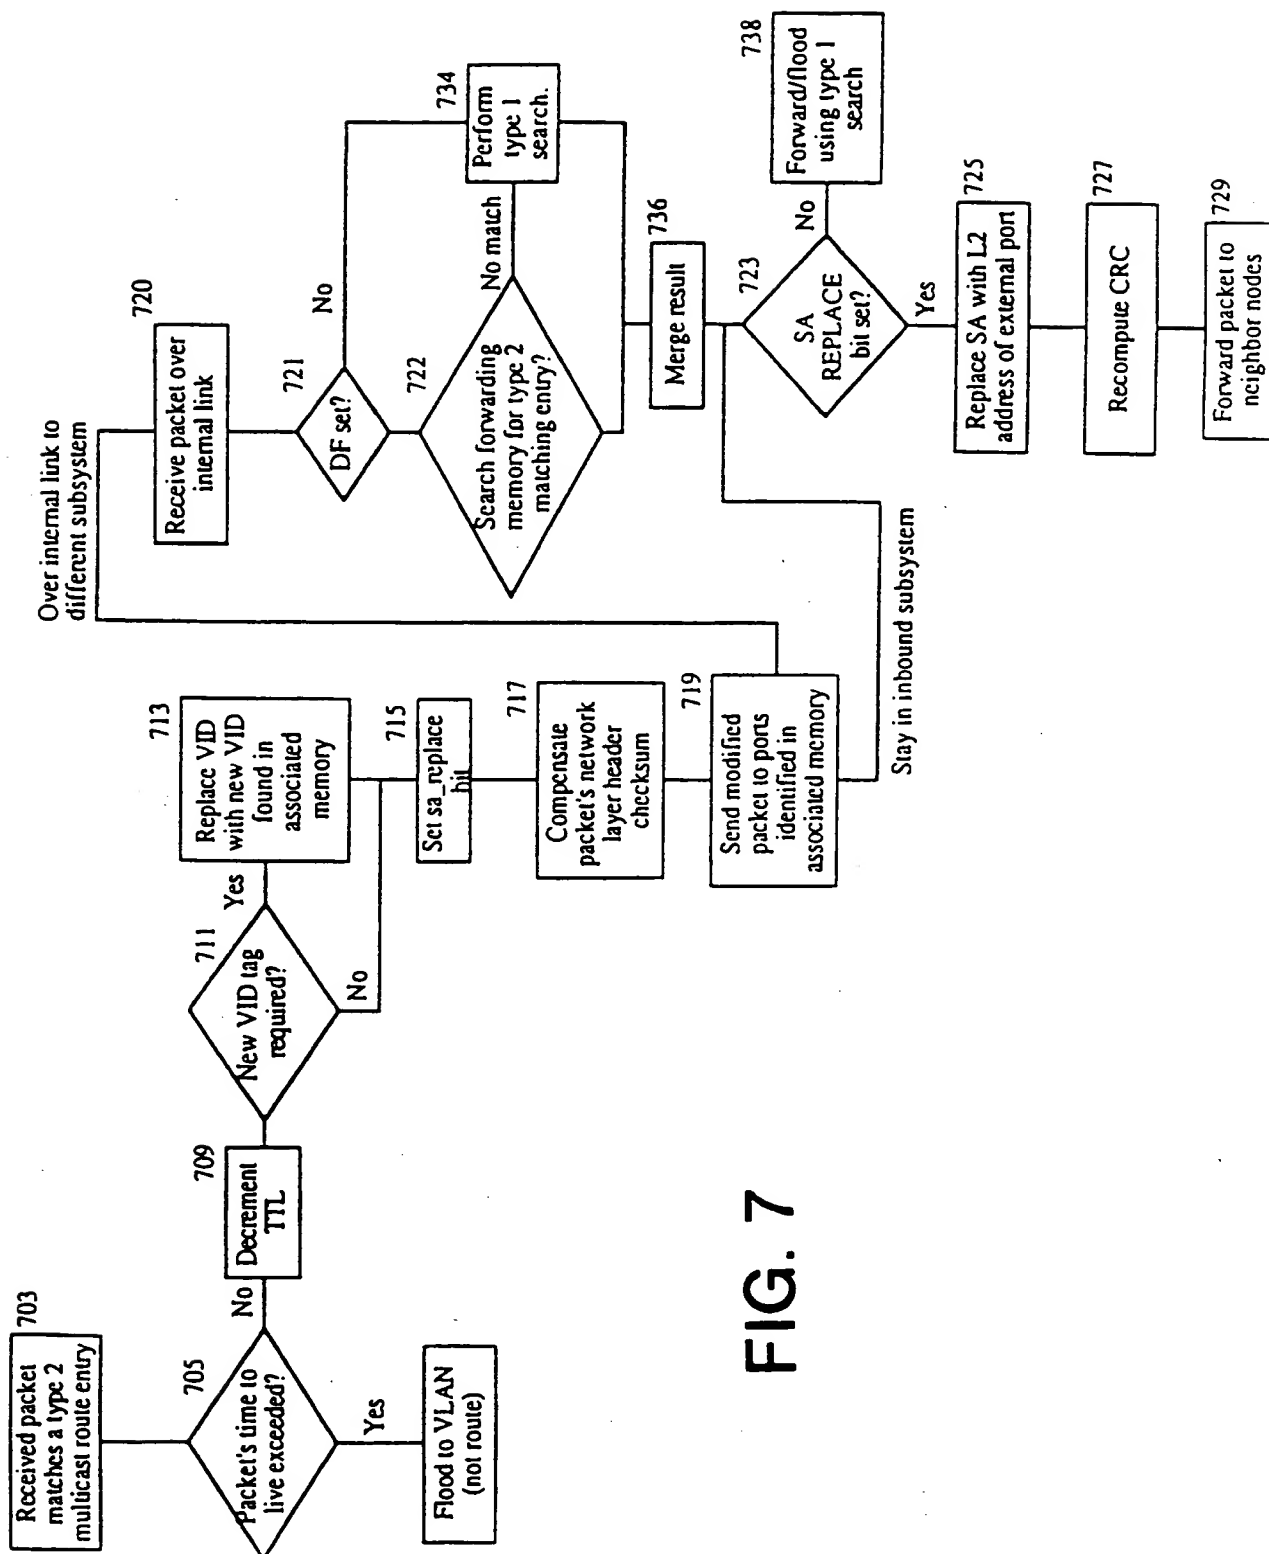 703
Received packet
matches a type 2
multicast route entry
705
Packet's time to
live exceeded?
Yes
Flood to VLAN
(not route)
No
709
Decrement
TTL
711
New VID tag
required?
Yes
No
713
Replace VID
with new VID
found in
associated
memory
715
Set sa_replace
bit
717
Compensate
packet's network
layer header
checksum
719
Send modified
packet to ports
identified in
associated memory
Over internal link to
different subsystem
Stay in inbound subsystem
720
Receive packet over
internal link
721
DF set?
No
722
Search forwarding
memory for type 2
matching entry?
No match
734
Perform
type 1
search.
736
Merge result
723
SA
REPLACE
bit set?
No
738
Forward/flood
using type 1
search
Yes
725
Replace SA with L2
address of external port
727
Recompute CRC
729
Forward packet to
neighbor nodes
FIG. 7